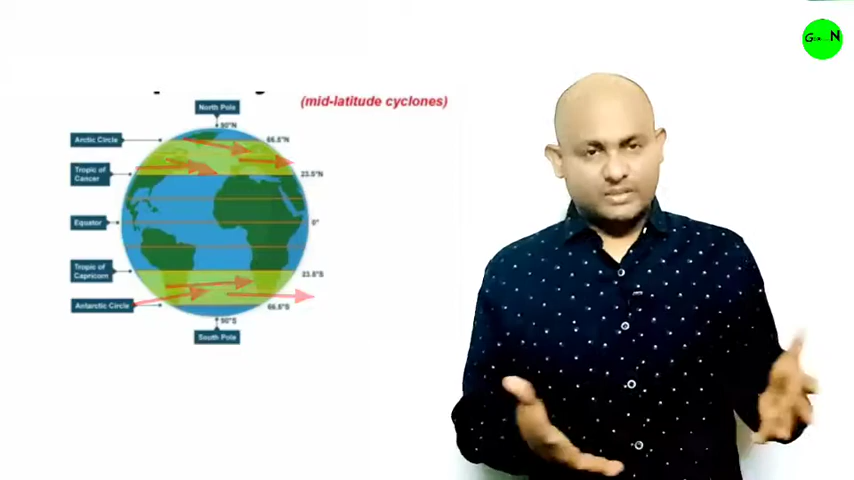 (mid-latitude cyclones)
North Pole
90°N
Arctic Circle
66.5°N
Tropic of
Cancer
23.5°N
Equator
0°
Tropic of
Capricorn
23.5°S
Antarctic Circle
66.5°S
90°S
South Pole